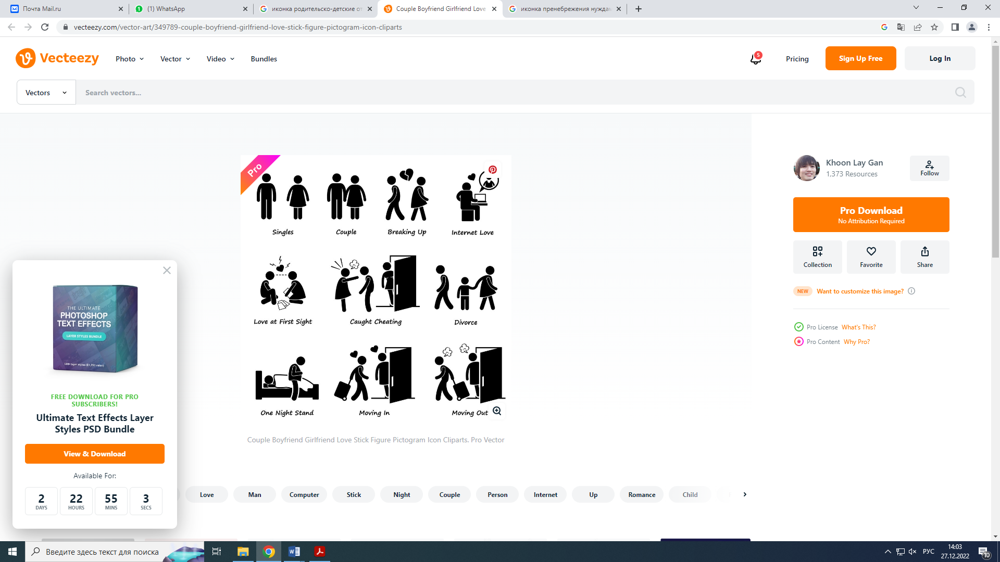 Почта Mail.ru
(1) WhatsApp
иконка родительско-детские от
Couple Boyfriend Girlfriend Love
иконка пренебрежения нуждам
vecteezy.com/vector-art/349789-couple-boyfriend-girlfriend-love-stick-figure-pictogram-icon-cliparts
Vecteezy
Photo
Vector
Video
Bundles
5
Pricing
Sign Up Free
Log In
Vectors
Search vectors...
Pro
Singles
Couple
Breaking Up
Internet Love
Love at First Sight
Caught Cheating
Divorce
One Night Stand
Moving In
Moving Out
Couple Boyfriend Girlfriend Love Stick Figure Pictogram Icon Cliparts. Pro Vector
Khoon Lay Gan
1,373 Resources
Follow
Pro Download
No Attribution Required
Collection
Favorite
Share
NEW Want to customize this image?
Pro License What's This?
Pro Content Why Pro?
THE ULTIMATE
PHOTOSHOP
TEXT EFFECTS
LAYER STYLES BUNDLE
500+ layer styles ($1,250 value)
FREE DOWNLOAD FOR PRO
SUBSCRIBERS!
Ultimate Text Effects Layer
Styles PSD Bundle
View & Download
Available For:
2 22 55 3
DAYS HOURS MINS SECS
Love
Man
Computer
Stick
Night
Couple
Person
Internet
Up
Romance
Child
Введите здесь текст для поиска
РУС
14:03
27.12.2022
10